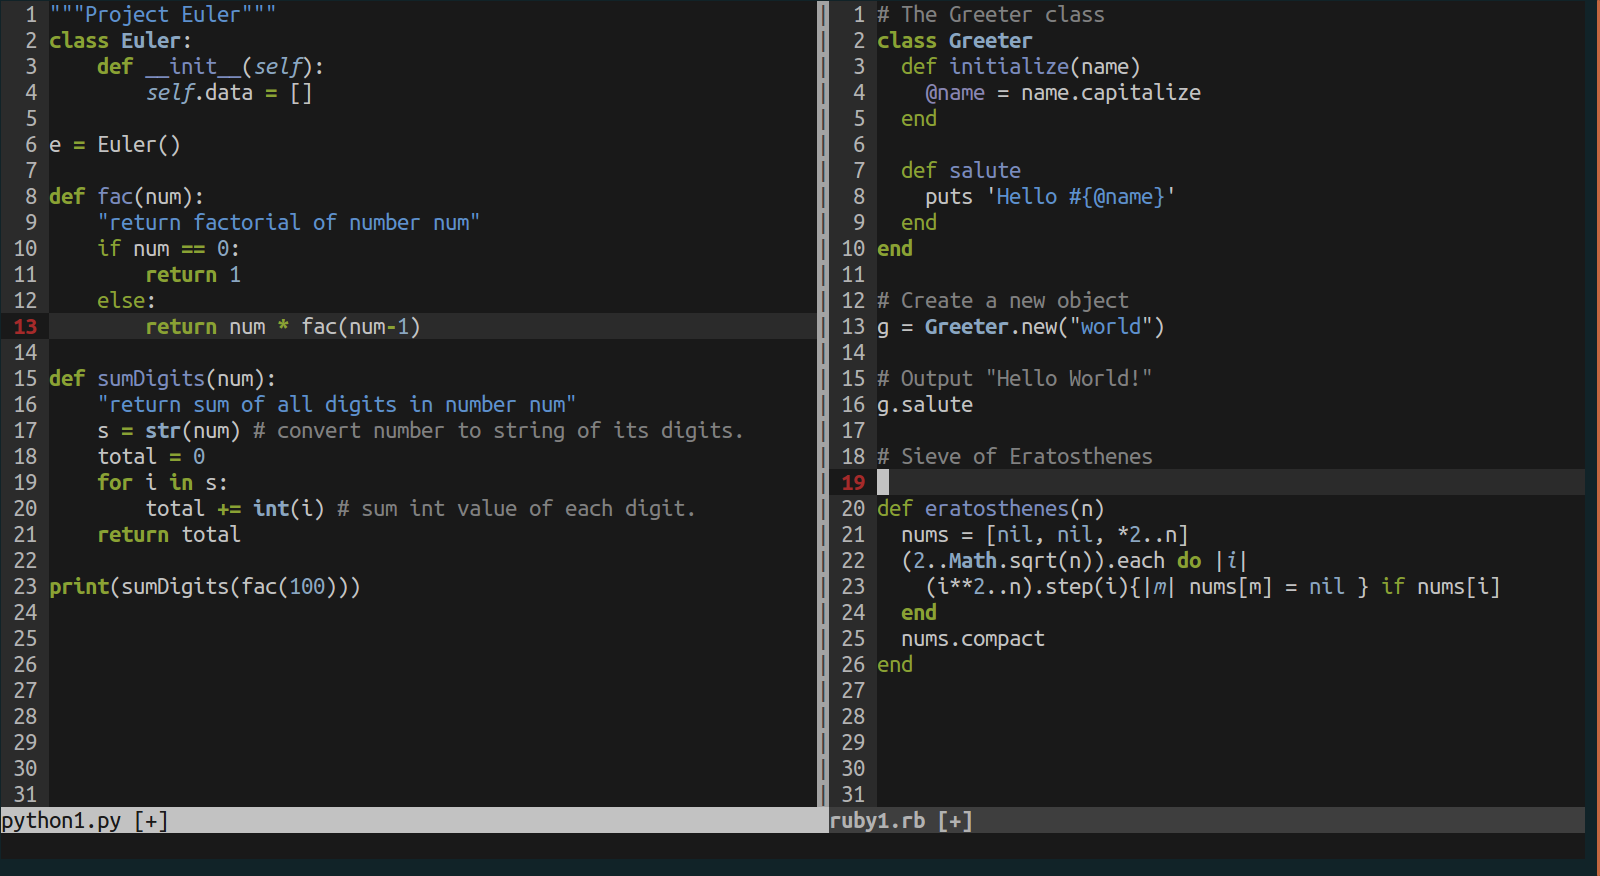 1 """Project Euler"""
2 class Euler:
3     def __init__(self):
4         self.data = []
5
6 e = Euler()
7
8 def fac(num):
9     "return factorial of number num"
10     if num == 0:
11         return 1
12     else:
13         return num * fac(num-1)
14
15 def sumDigits(num):
16     "return sum of all digits in number num"
17     s = str(num) # convert number to string of its digits.
18     total = 0
19     for i in s:
20         total += int(i) # sum int value of each digit.
21     return total
22
23 print(sumDigits(fac(100)))
24
25
26
27
28
29
30
31
python1.py [+]
1 # The Greeter class
2 class Greeter
3   def initialize(name)
4     @name = name.capitalize
5   end
6
7   def salute
8     puts 'Hello #{@name}'
9   end
10 end
11
12 # Create a new object
13 g = Greeter.new("world")
14
15 # Output "Hello World!"
16 g.salute
17
18 # Sieve of Eratosthenes
19
20 def eratosthenes(n)
21   nums = [nil, nil, *2..n]
22   (2..Math.sqrt(n)).each do |i|
23     (i**2..n).step(i){|m| nums[m] = nil } if nums[i]
24   end
25   nums.compact
26 end
27
28
29
30
31
ruby1.rb [+]